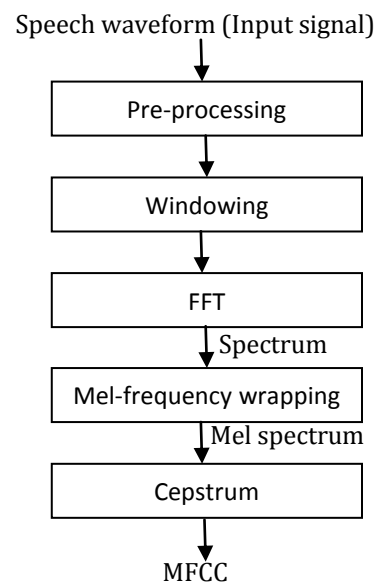 Speech waveform (Input signal)
Pre-processing
Windowing
FFT
Spectrum
Mel-frequency wrapping
Mel spectrum
Cepstrum
MFCC